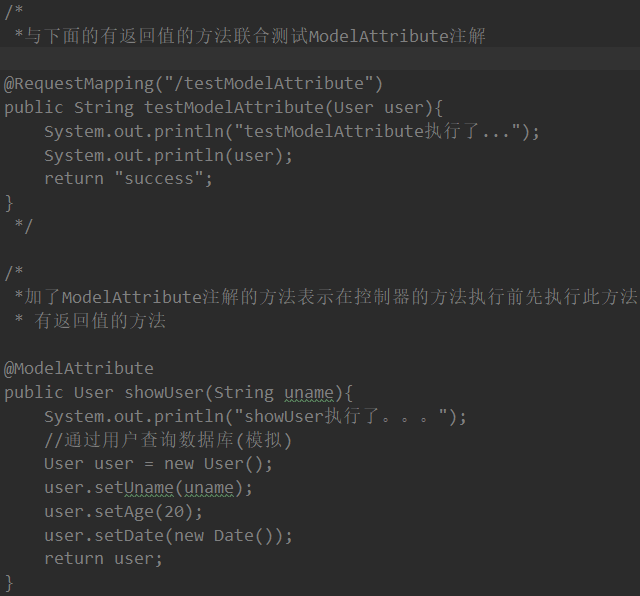 /*
 *与下面的有返回值的方法联合测试ModelAttribute注解
@RequestMapping("/testModelAttribute")
public String testModelAttribute(User user){
    System.out.println("testModelAttribute执行了...");
    System.out.println(user);
    return "success";
}
 */
/*
 *加了ModelAttribute注解的方法表示在控制器的方法执行前先执行此方法
 * 有返回值的方法
@ModelAttribute
public User showUser(String uname){
    System.out.println("showUser执行了。。。");
    //通过用户查询数据库(模拟)
    User user = new User();
    user.setUname(uname);
    user.setAge(20);
    user.setDate(new Date());
    return user;
}